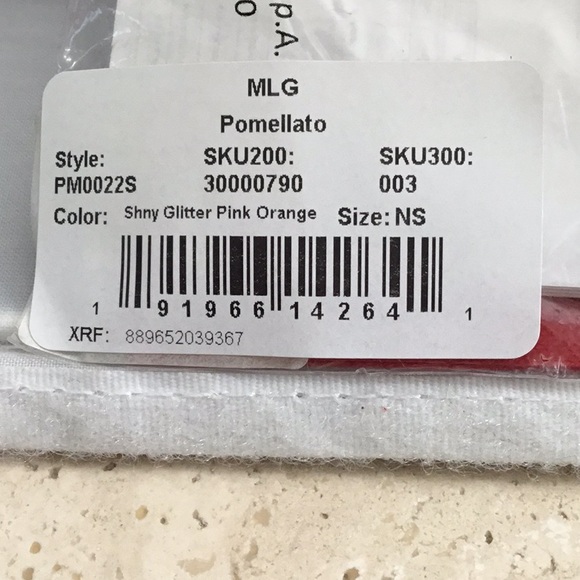 p.A.
o
MLG
Pomellato
Style: SKU200: SKU300:
PM0022S 30000790 003
Color: Shny Glitter Pink Orange Size: NS
1 91966 14264 1
XRF: 889652039367